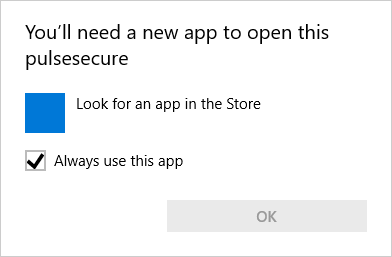 You’ll need a new app to open this
pulsesecure
Look for an app in the Store
Always use this app
OK